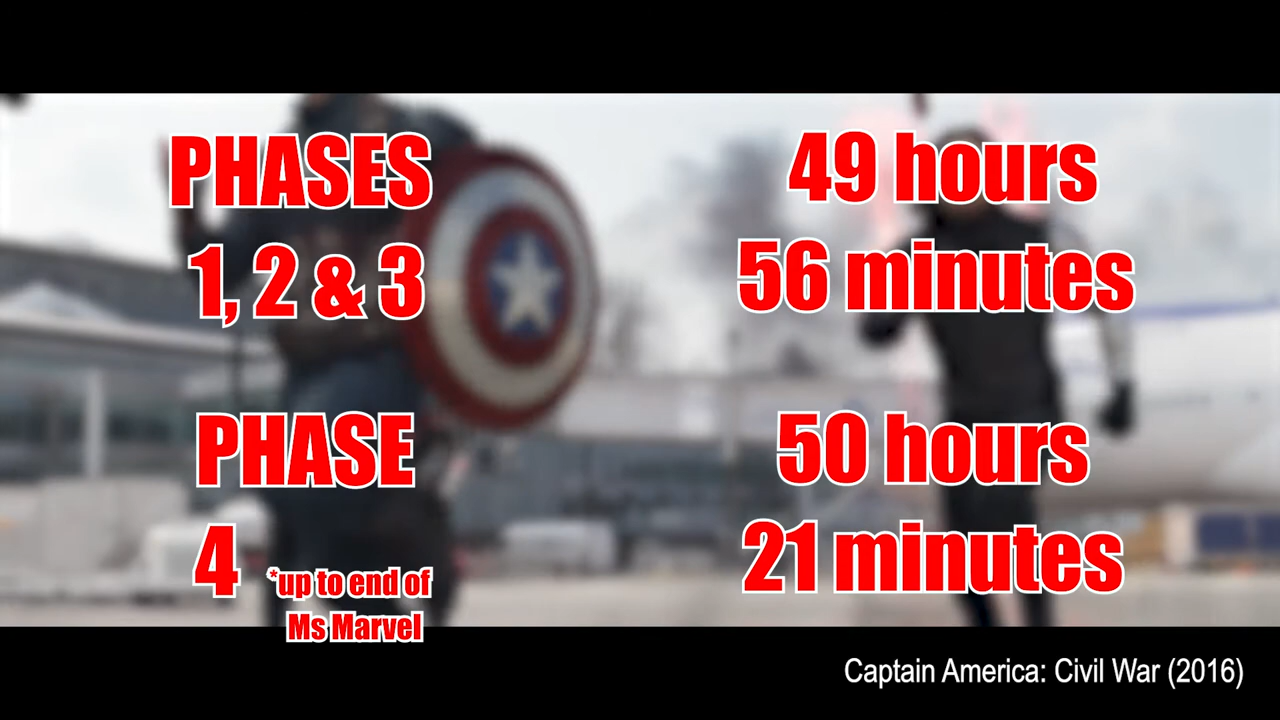 PHASES
1, 2 & 3
49 hours
56 minutes
PHASE
4 *up to end of
Ms Marvel
50 hours
21 minutes
Captain America: Civil War (2016)